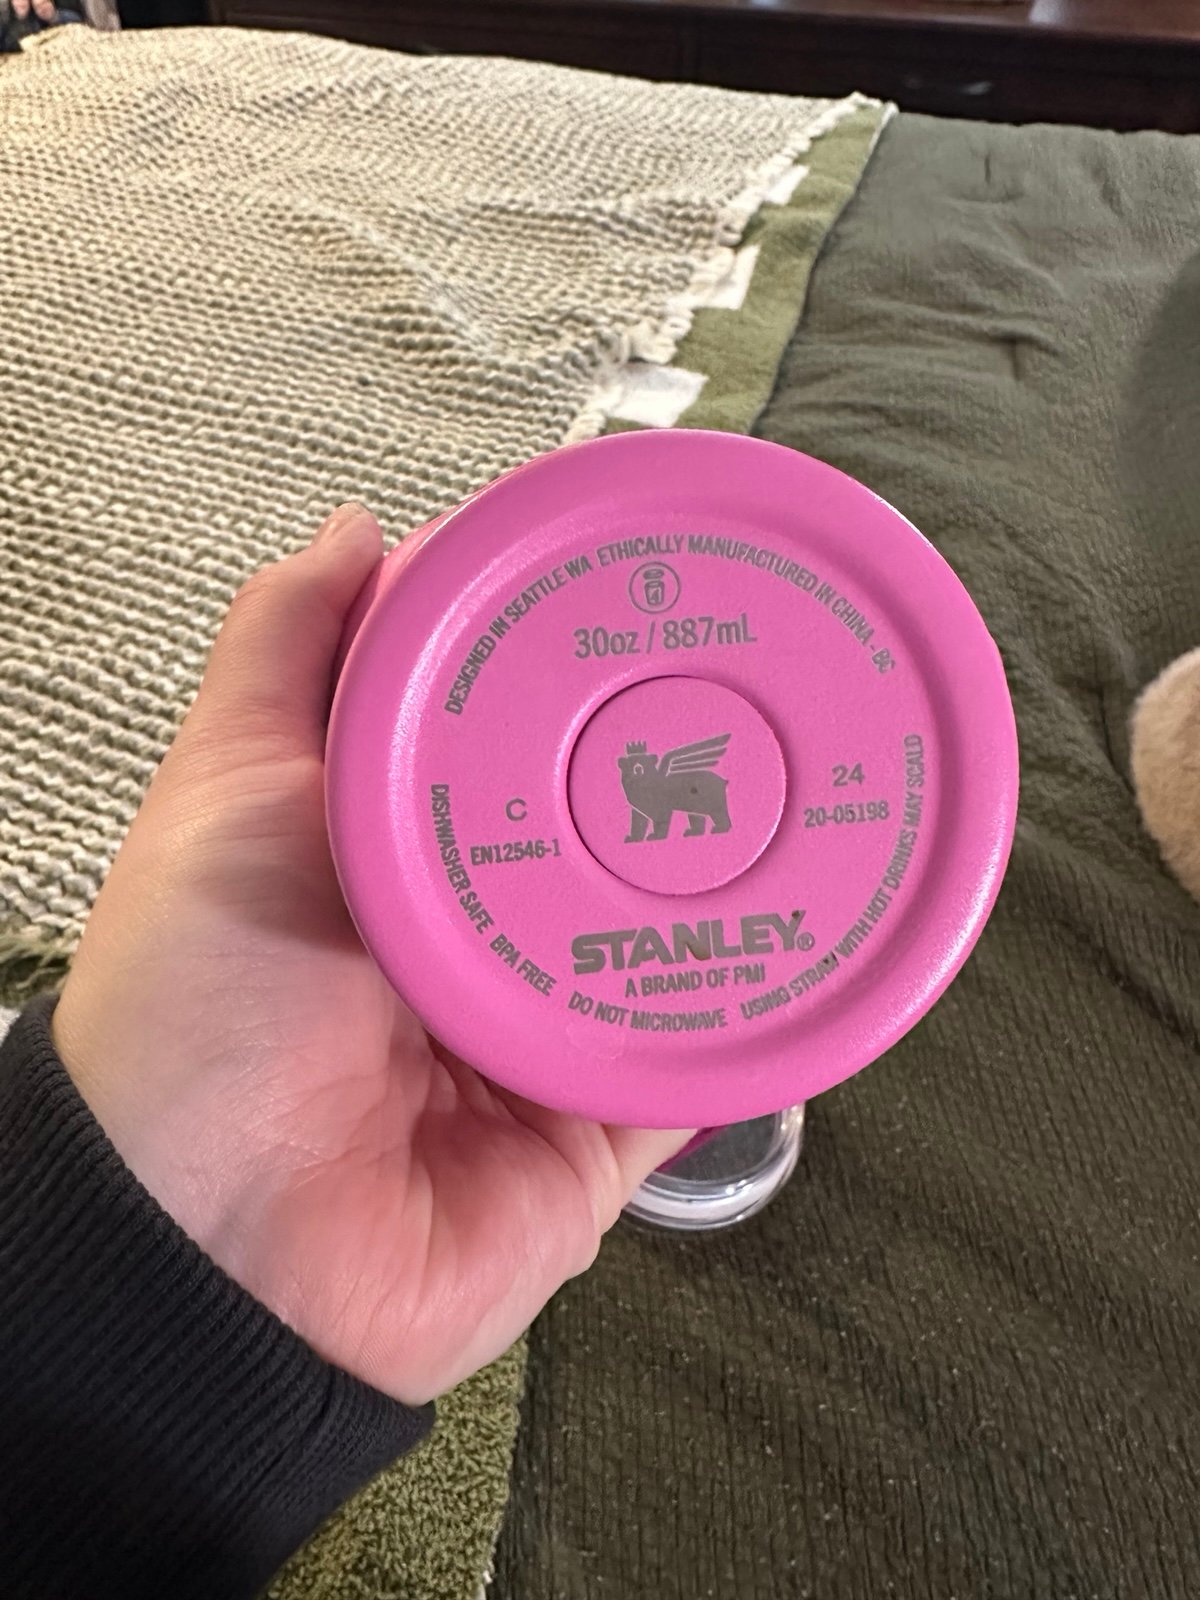 DESIGNED IN SEATTLE WA ETHICALLY MANUFACTURED IN CHINA - BC
30oz / 887mL
C
EN12546-1
24
20-05198
STANLEY®
A BRAND OF PMI
DISHWASHER SAFE BPA FREE DO NOT MICROWAVE USING STRAW WITH HOT DRINKS MAY SCALD